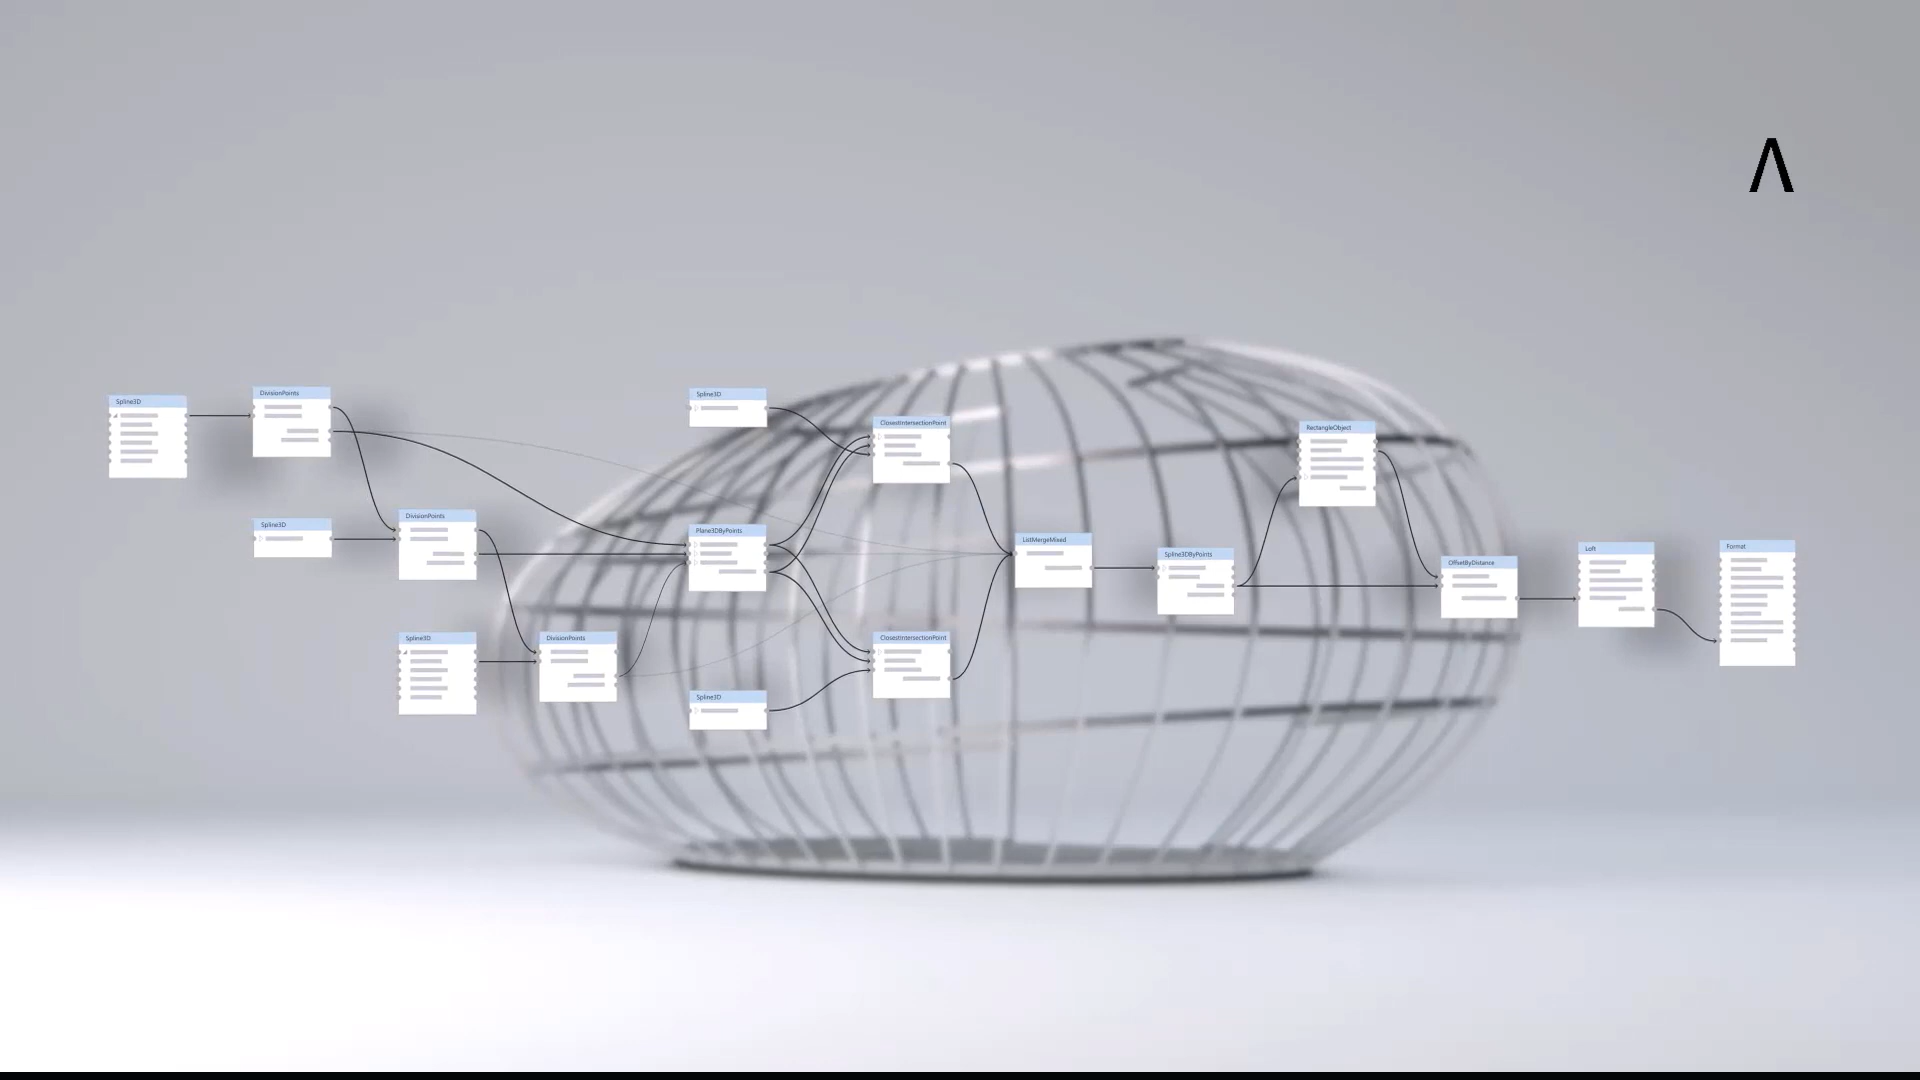 Λ
Spline3D
DivisionPoints
Spline3D
DivisionPoints
Spline3D
DivisionPoints
Spline3D
Plane3DByPoints
Spline3D
ClosestIntersectionPoint
ClosestIntersectionPoint
ListMergeMixed
Spline3DByPoints
RectangleObject
OffsetByDistance
Loft
Format